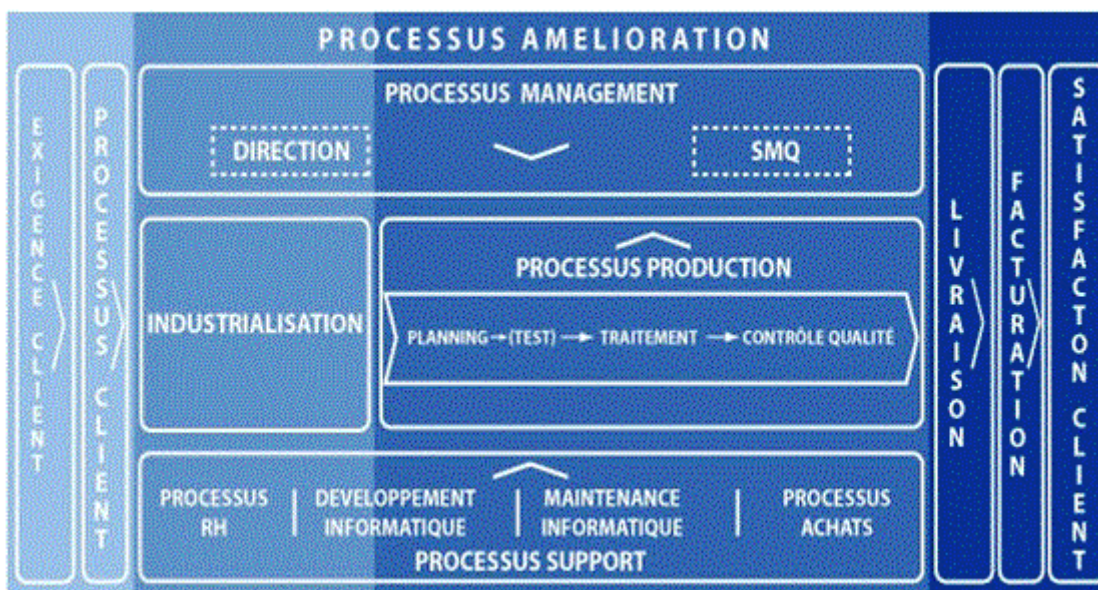 PROCESSUS AMELIORATION
EXIGENCE CLIENT
PROCESSUS CLIENT
PROCESSUS MANAGEMENT
DIRECTION
SMQ
INDUSTRIALISATION
PROCESSUS PRODUCTION
PLANNING → (TEST) → TRAITEMENT → CONTRÔLE QUALITÉ
PROCESSUS
RH
DEVELOPPEMENT
INFORMATIQUE
MAINTENANCE
INFORMATIQUE
PROCESSUS
ACHATS
PROCESSUS SUPPORT
LIVRAISON
FACTURATION
SATISFACTON CLIENT